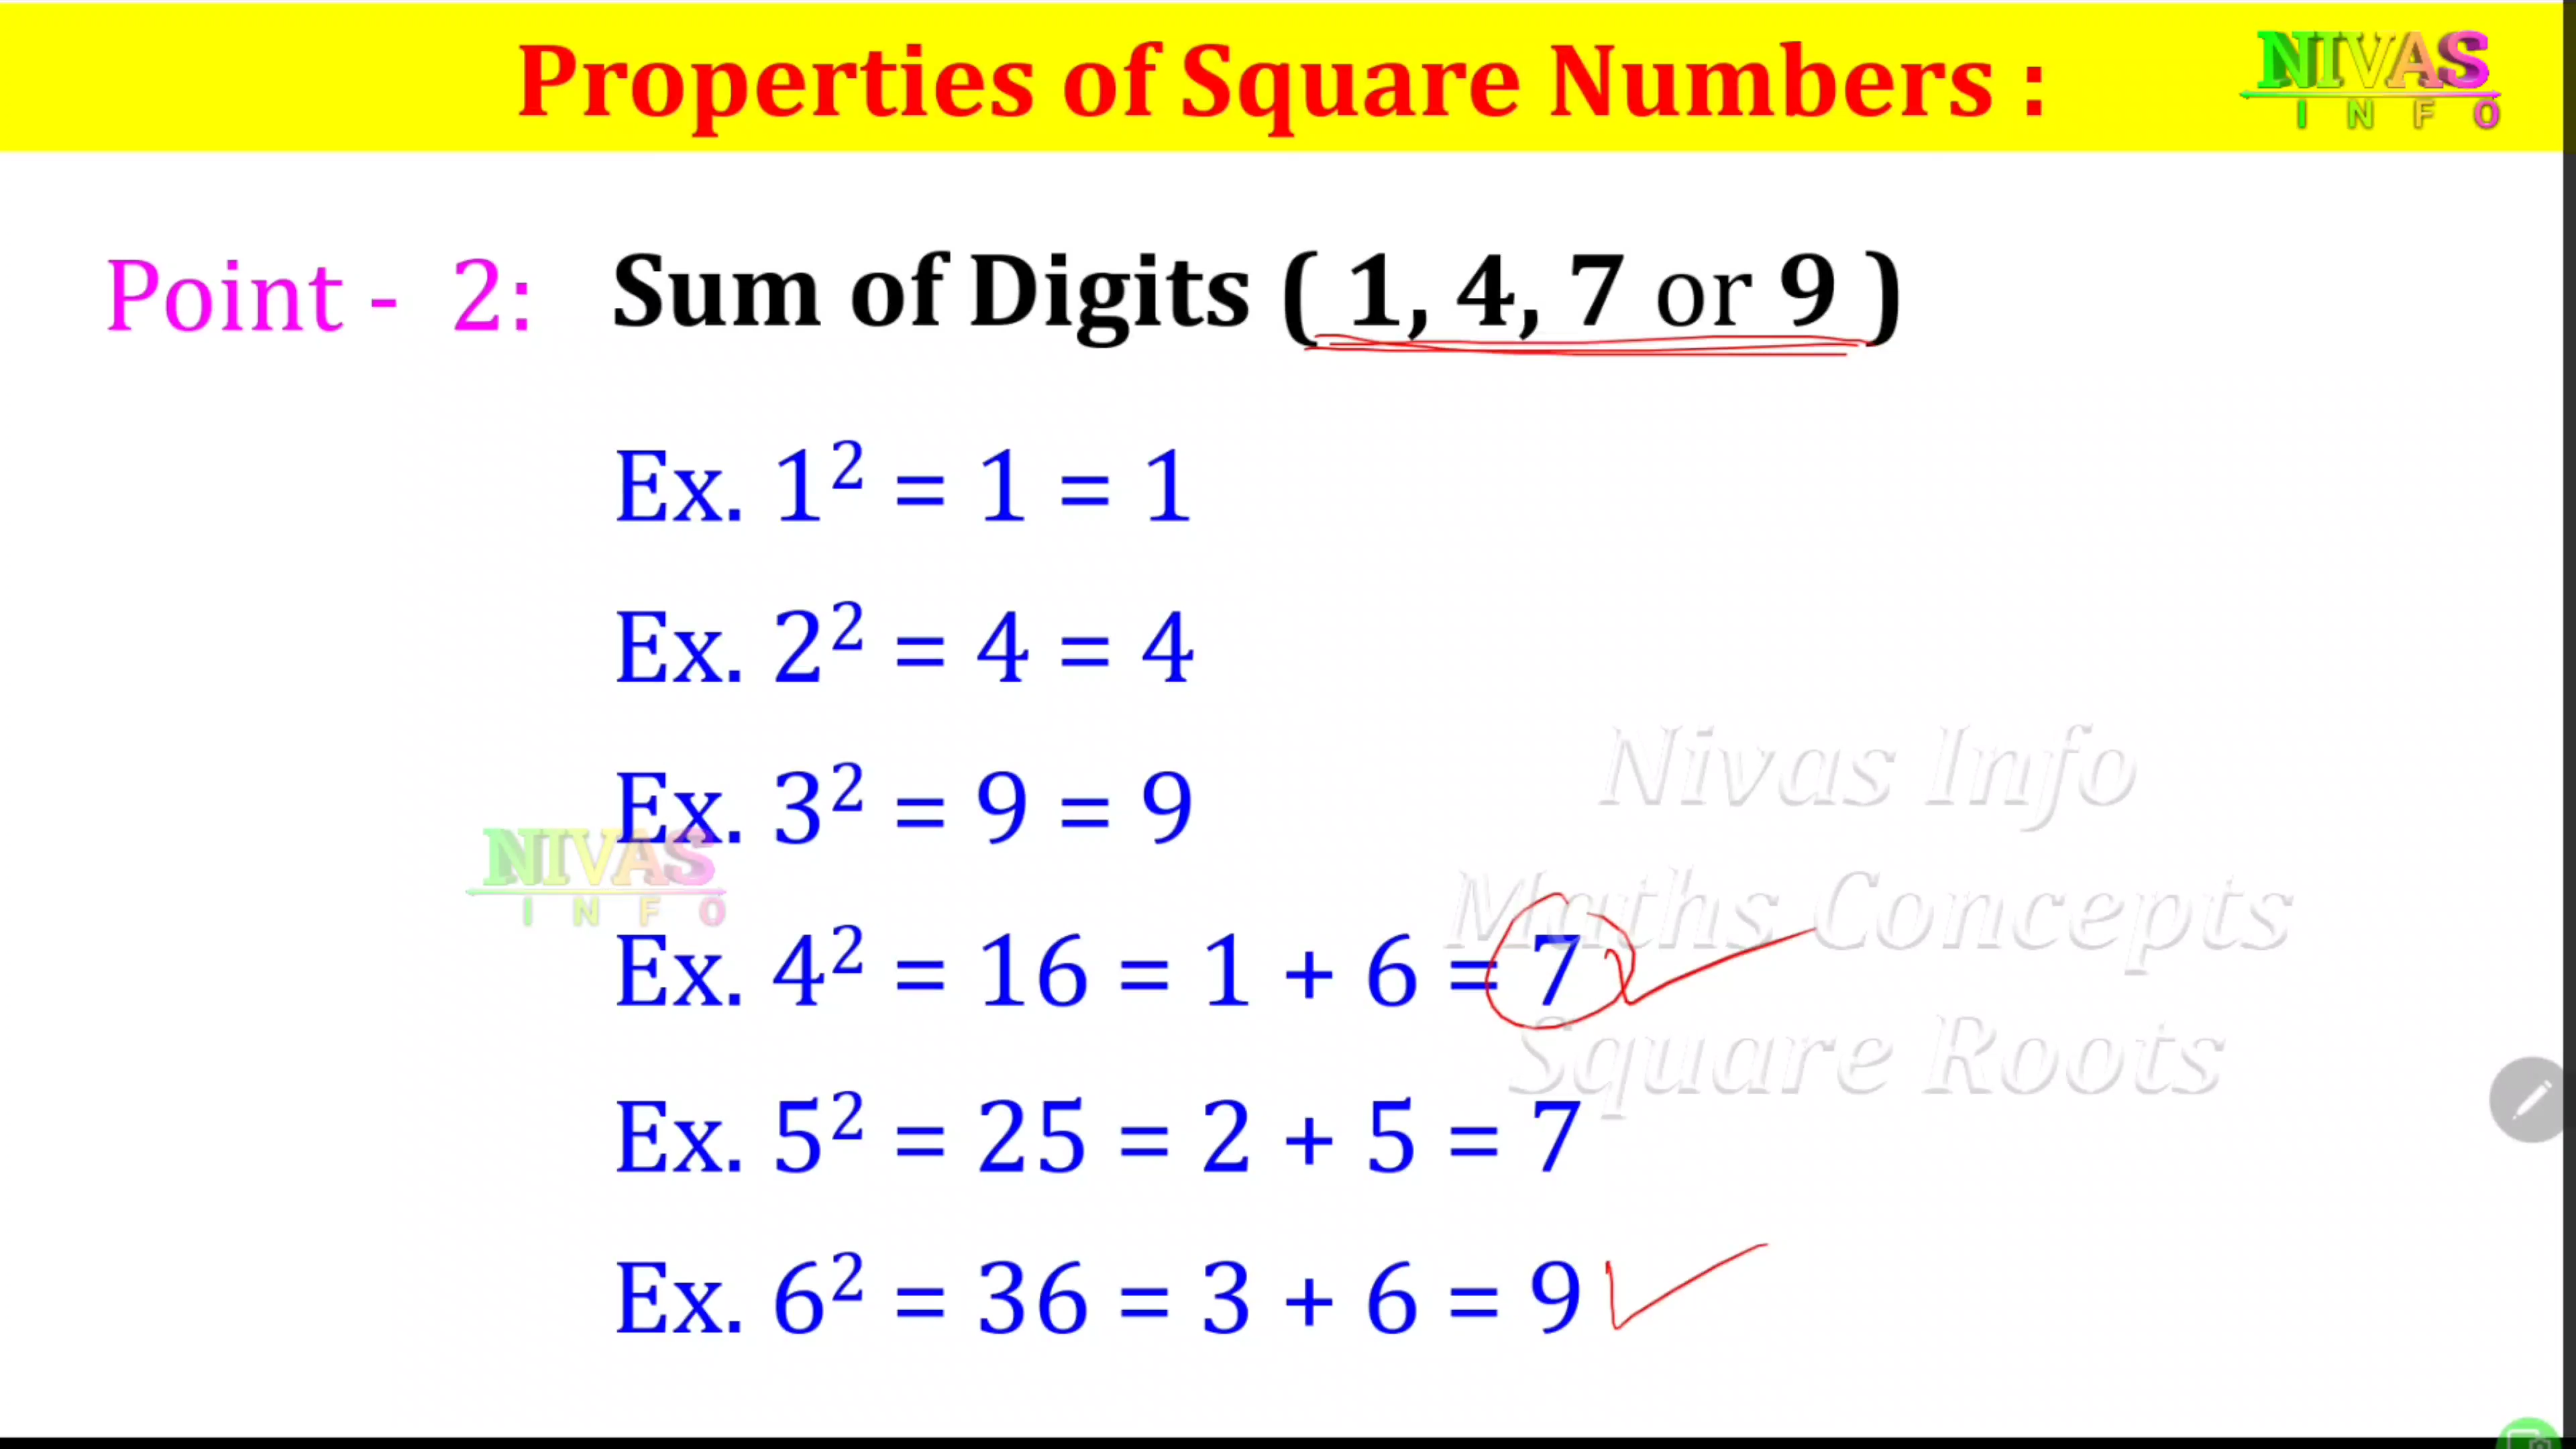 Properties of Square Numbers :
NIVAS
INFO
Point - 2: Sum of Digits ( 1, 4, 7 or 9 )
Ex. 1² = 1 = 1
Ex. 2² = 4 = 4
Ex. 3² = 9 = 9
Nivas Info
NIVAS
INFO
Maths Concepts
Ex. 4² = 16 = 1 + 6 = 7
Square Roots
Ex. 5² = 25 = 2 + 5 = 7
Ex. 6² = 36 = 3 + 6 = 9